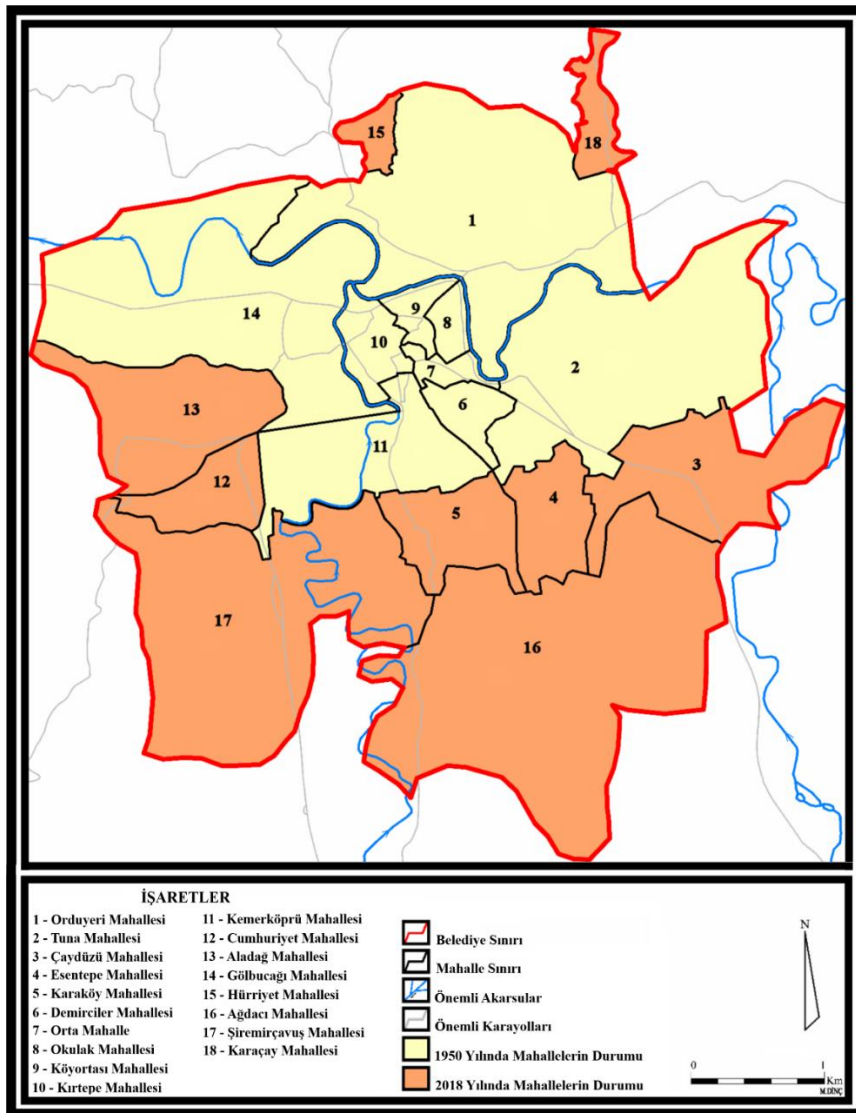 15
18
1
14
9
8
10
7
2
6
13
11
3
12
5
4
17
16
İŞARETLER
1 - Orduyeri Mahallesi
2 - Tuna Mahallesi
3 - Çaydüzü Mahallesi
4 - Esentepe Mahallesi
5 - Karaköy Mahallesi
6 - Demirciler Mahallesi
7 - Orta Mahalle
8 - Okulak Mahallesi
9 - Köyortası Mahallesi
10 - Kırtepe Mahallesi
11 - Kemerköprü Mahallesi
12 - Cumhuriyet Mahallesi
13 - Aladağ Mahallesi
14 - Gölbucağı Mahallesi
15 - Hürriyet Mahallesi
16 - Ağdacı Mahallesi
17 - Şiremirçavuş Mahallesi
18 - Karaçay Mahallesi
Belediye Sınırı
Mahalle Sınırı
Önemli Akarsular
Önemli Karayolları
1950 Yılında Mahallelerin Durumu
2018 Yılında Mahallelerin Durumu
N
0 1
Km
M.DİNÇ